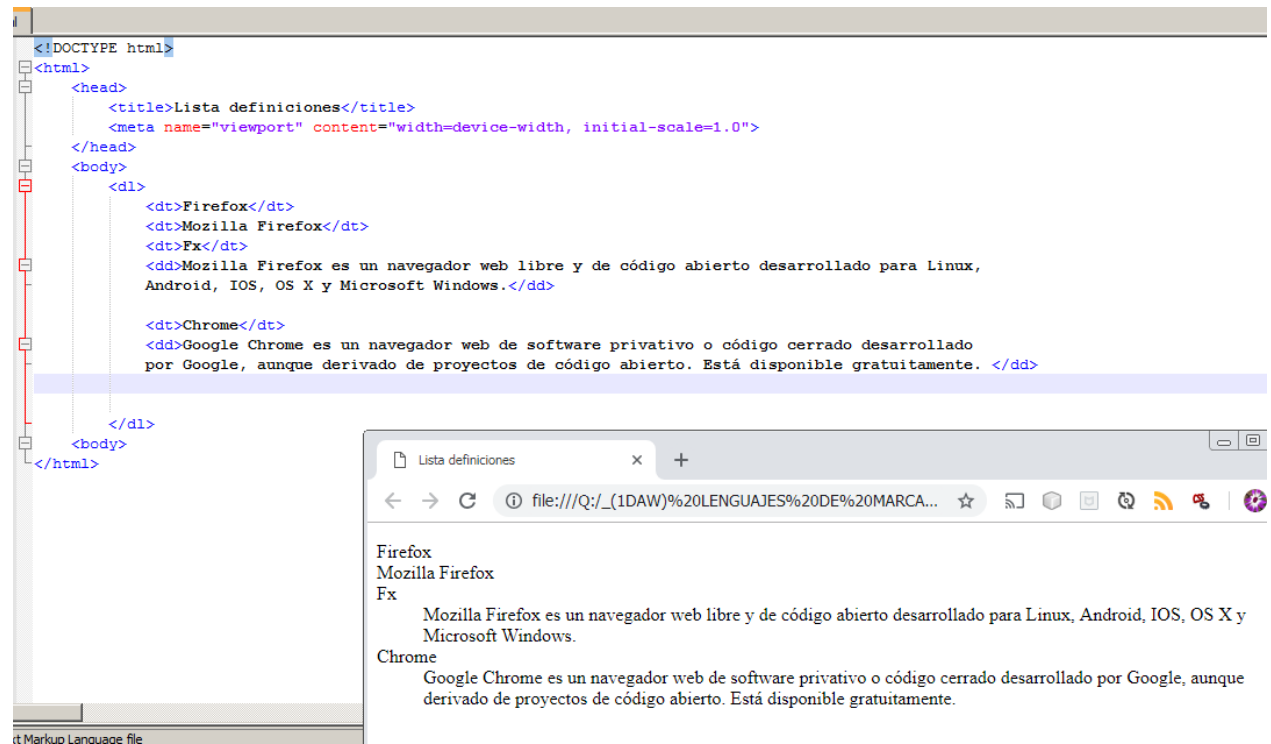 <!DOCTYPE html>
<html>
<head>
<title>Lista definiciones</title>
<meta name="viewport" content="width=device-width, initial-scale=1.0">
</head>
<body>
<dl>
<dt>Firefox</dt>
<dt>Mozilla Firefox</dt>
<dt>Fx</dt>
<dd>Mozilla Firefox es un navegador web libre y de código abierto desarrollado para Linux,
Android, IOS, OS X y Microsoft Windows.</dd>
<dt>Chrome</dt>
<dd>Google Chrome es un navegador web de software privativo o código cerrado desarrollado
por Google, aunque derivado de proyectos de código abierto. Está disponible gratuitamente. </dd>
</dl>
<body>
</html>
Lista definiciones
file:///Q:/_(1DAW)%20LENGUAJES%20DE%20MARCA...
Firefox
Mozilla Firefox
Fx
Mozilla Firefox es un navegador web libre y de código abierto desarrollado para Linux, Android, IOS, OS X y
Microsoft Windows.
Chrome
Google Chrome es un navegador web de software privativo o código cerrado desarrollado por Google, aunque
derivado de proyectos de código abierto. Está disponible gratuitamente.
Markup Language file